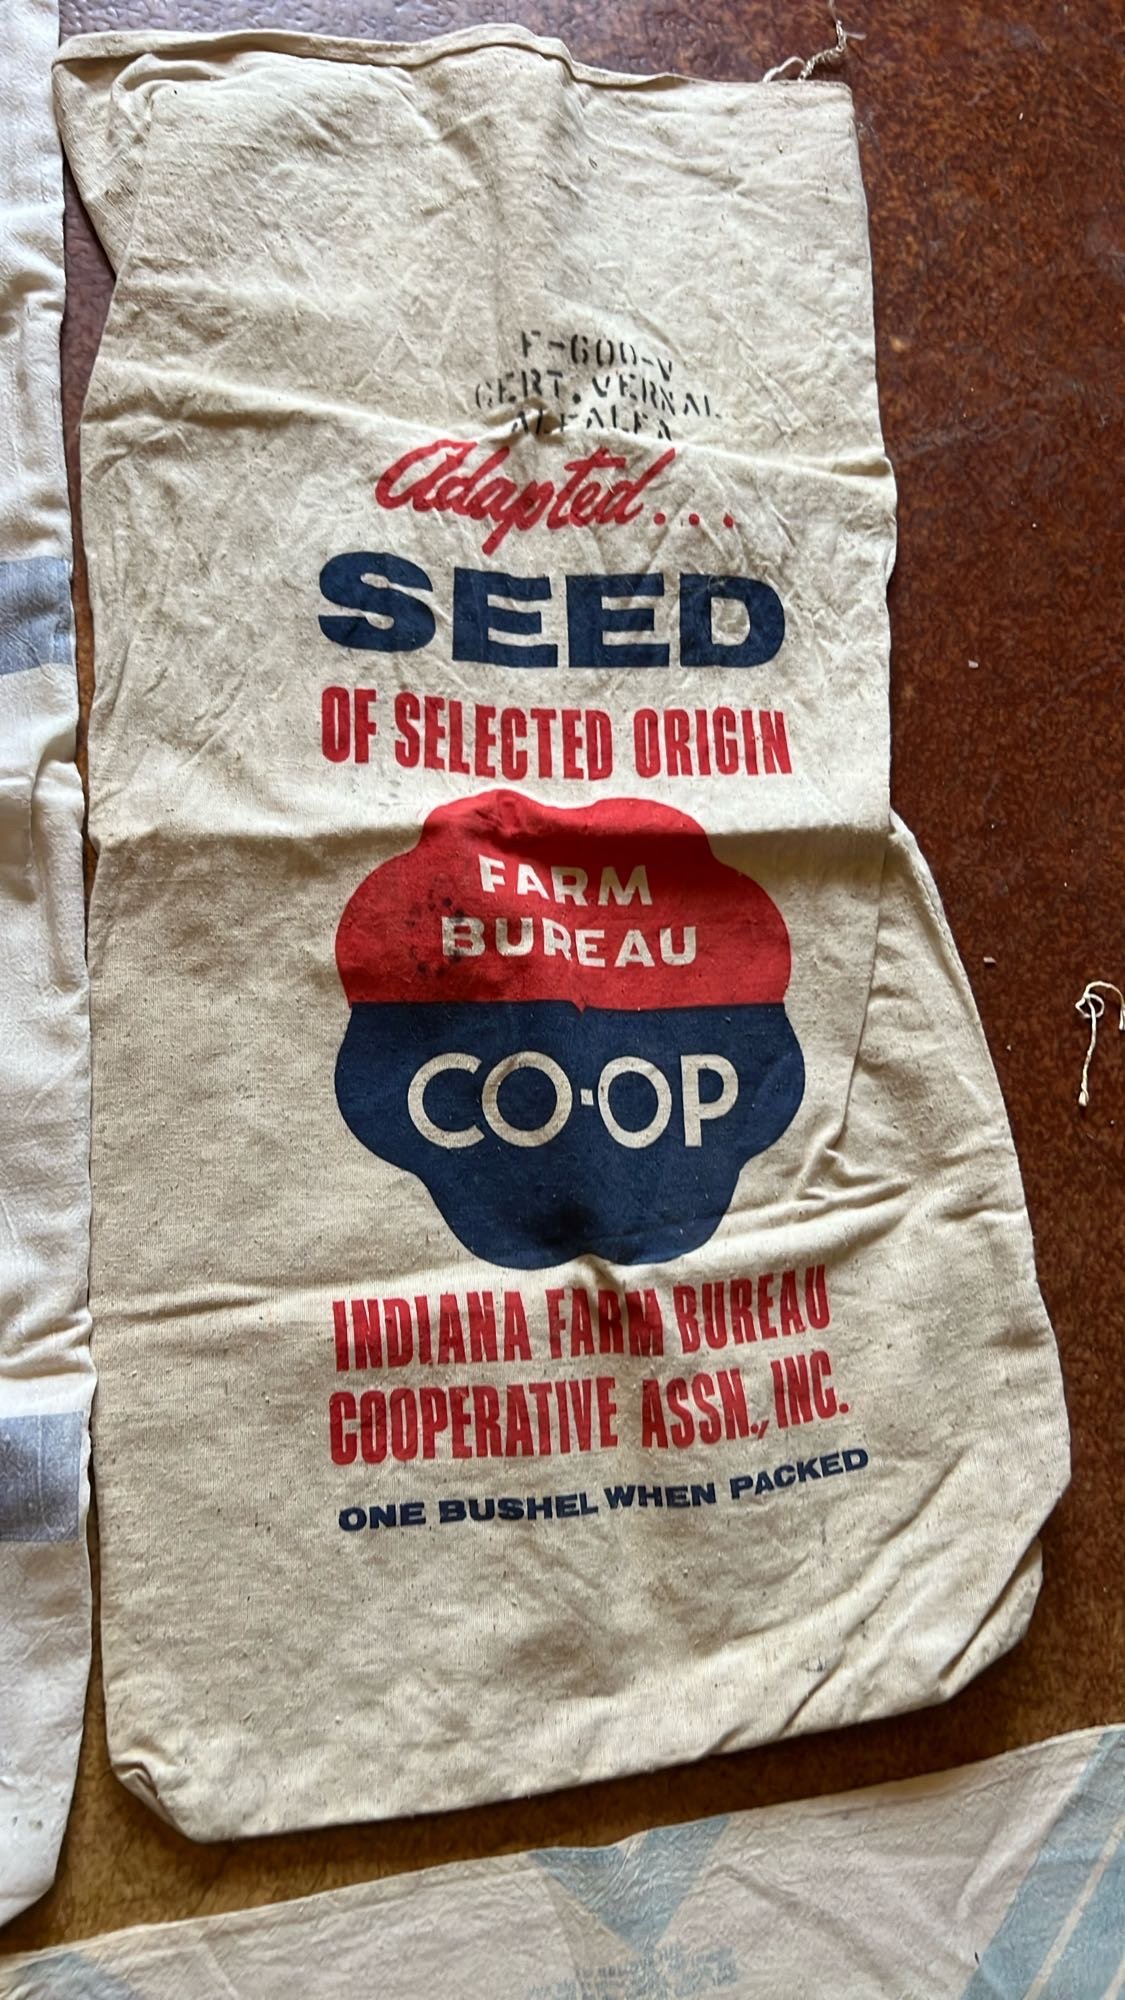 F-600-V
CERT. VERNAL
ALFALFA
Adapted...
SEED
OF SELECTED ORIGIN
FARM
BUREAU
CO-OP
INDIANA FARM BUREAU
COOPERATIVE ASSN., INC.
ONE BUSHEL WHEN PACKED